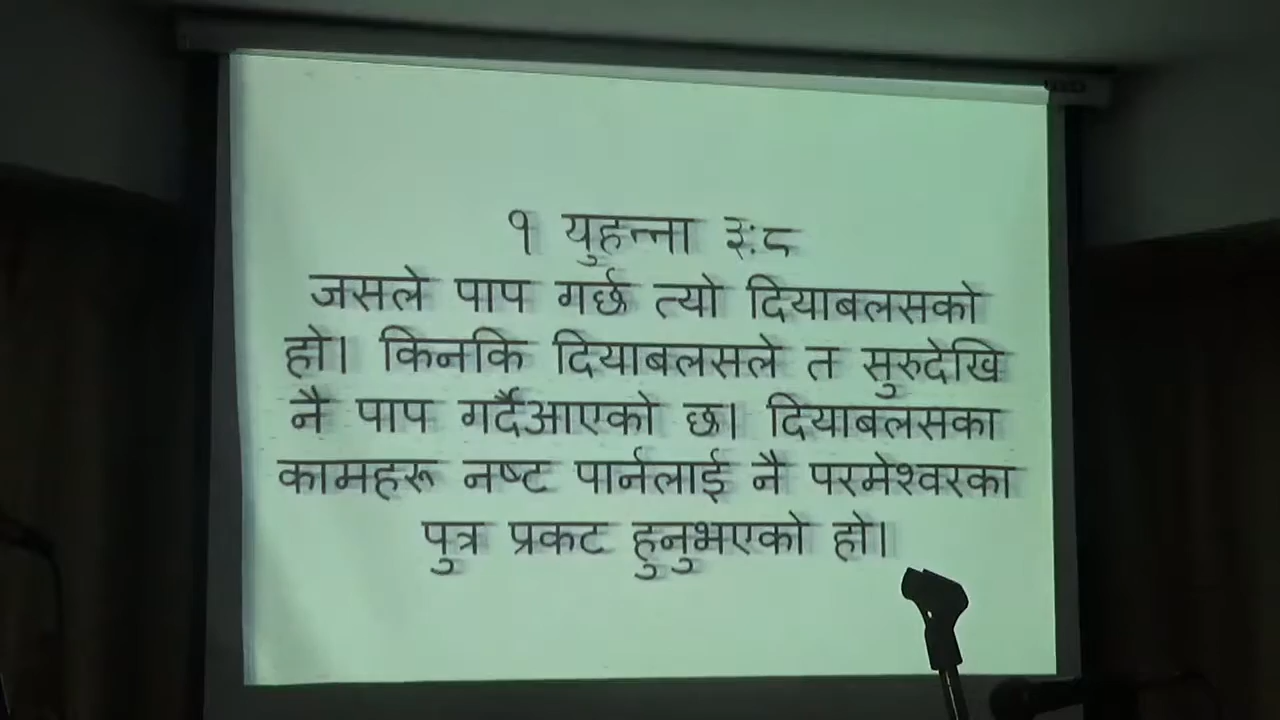 १ युहन्ना ३:८
जसले पाप गर्छ त्यो दियाबलसको
हो। किनकि दियाबलसले त सुरुदेखि
नै पाप गर्दैआएको छ। दियाबलसका
कामहरू नष्ट पार्नलाई नै परमेश्वरका
पुत्र प्रकट हुनुभएको हो।